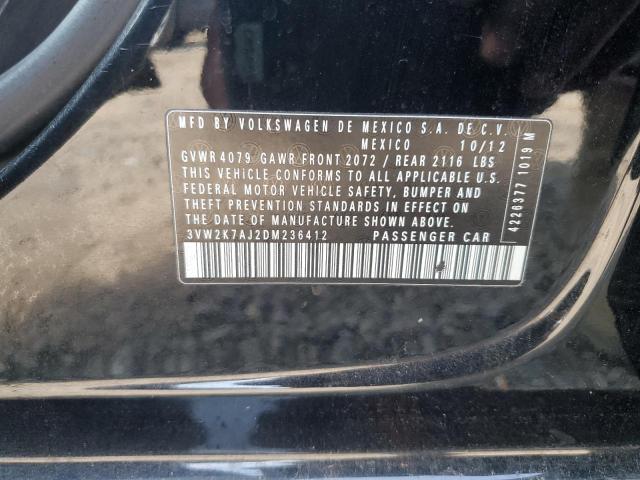 MFD BY VOLKSWAGEN DE MEXICO S.A. DE C.V.
MEXICO 10/12
GVWR 4079 GAWR FRONT 2072 / REAR 2116 LBS
THIS VEHICLE CONFORMS TO ALL APPLICABLE U.S.
FEDERAL MOTOR VEHICLE SAFETY, BUMPER AND
THEFT PREVENTION STANDARDS IN EFFECT ON
THE DATE OF MANUFACTURE SHOWN ABOVE.
3VW2K7AJ2DM236412 PASSENGER CAR
4226377 1019 M